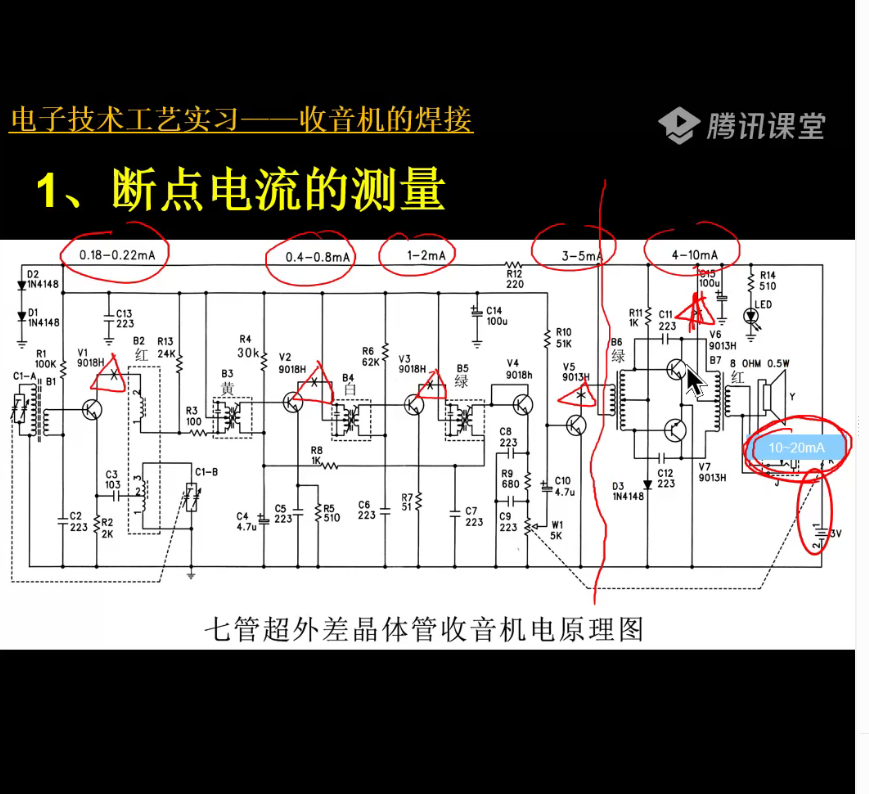 电子技术工艺实习——收音机的焊接
腾讯课堂
1、断点电流的测量
0.18-0.22mA
0.4-0.8mA
1-2mA
3-5mA
4-10mA
D2
1N4148
D1
1N4148
C13
223
R12
220
C14
100u
C15
100u
R14
510
LED
R1
100K
C1-A
B1
V1
9018H
B2
红
R13
24K
R3
100
B3
黄
R4
30k
V2
9018H
B4
白
R6
62K
V3
9018H
B5
绿
V4
9018h
R10
51K
V5
9013H
B6
绿
R11
1K
C11
223
V6
9013H
B7
红
8 OHM 0.5W
Y
10~20mA
K
J
R8
1K
C8
223
R9
680
C10
4.7u
C12
223
V7
9013H
D3
1N4148
C3
103
3
2
1
2
1
C1-B
C2
223
R2
2K
C4
4.7u
C5
223
R5
510
C6
223
R7
51
C7
223
C9
223
W1
5K
1
2
3V
七管超外差晶体管收音机电原理图